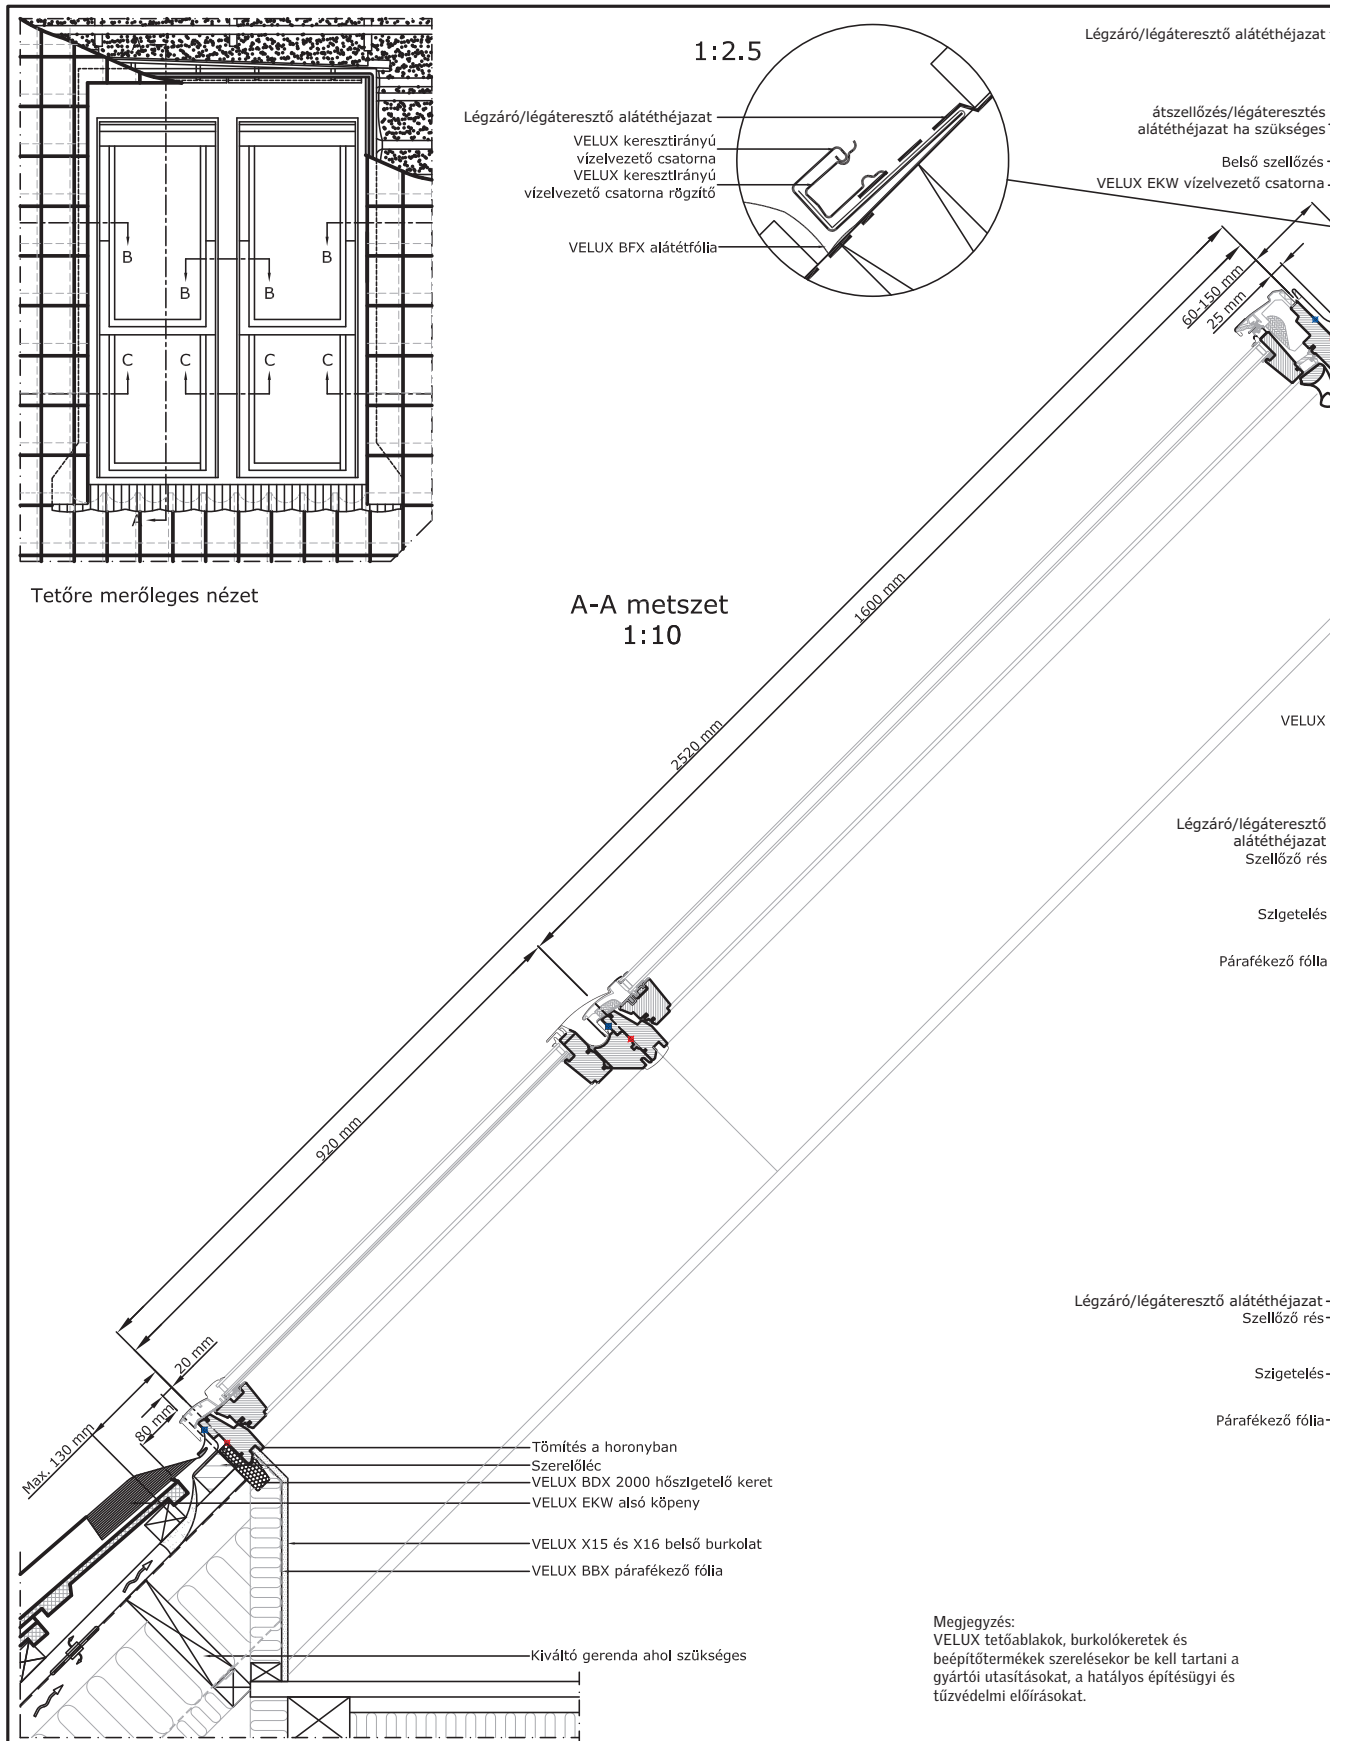 1:2.5
Légzáró/légáteresztő alátéthéjazat
VELUX keresztirányú
vízelvezető csatorna
VELUX keresztirányú
vízelvezető csatorna rögzítő
VELUX BFX alátétfólia
Légzáró/légáteresztő alátéthéjazat
átszellőzés/légáteresztés
alátéthéjazat ha szükséges
Belső szellőzés
VELUX EKW vízelvezető csatorna
60-150 mm
25 mm
B
B
B
B
C
C
C
C
A
Tetőre merőleges nézet
A-A metszet
1:10
1600 mm
2520 mm
920 mm
VELUX
Légzáró/légáteresztő
alátéthéjazat
Szellőző rés
Szigetelés
Párafékező fólia
Légzáró/légáteresztő alátéthéjazat
Szellőző rés
Szigetelés
Párafékező fólia
20 mm
80 mm
Max. 130 mm
Tömítés a horonyban
Szerelőléc
VELUX BDX 2000 hőszigetelő keret
VELUX EKW alsó köpeny
VELUX X15 és X16 belső burkolat
VELUX BBX párafékező fólia
Kiváltó gerenda ahol szükséges
Megjegyzés:
VELUX tetőablakok, burkolókeretek és
beépítőtermékek szerelésekor be kell tartani a
gyártói utasításokat, a hatályos építésügyi és
tűzvédelmi előírásokat.